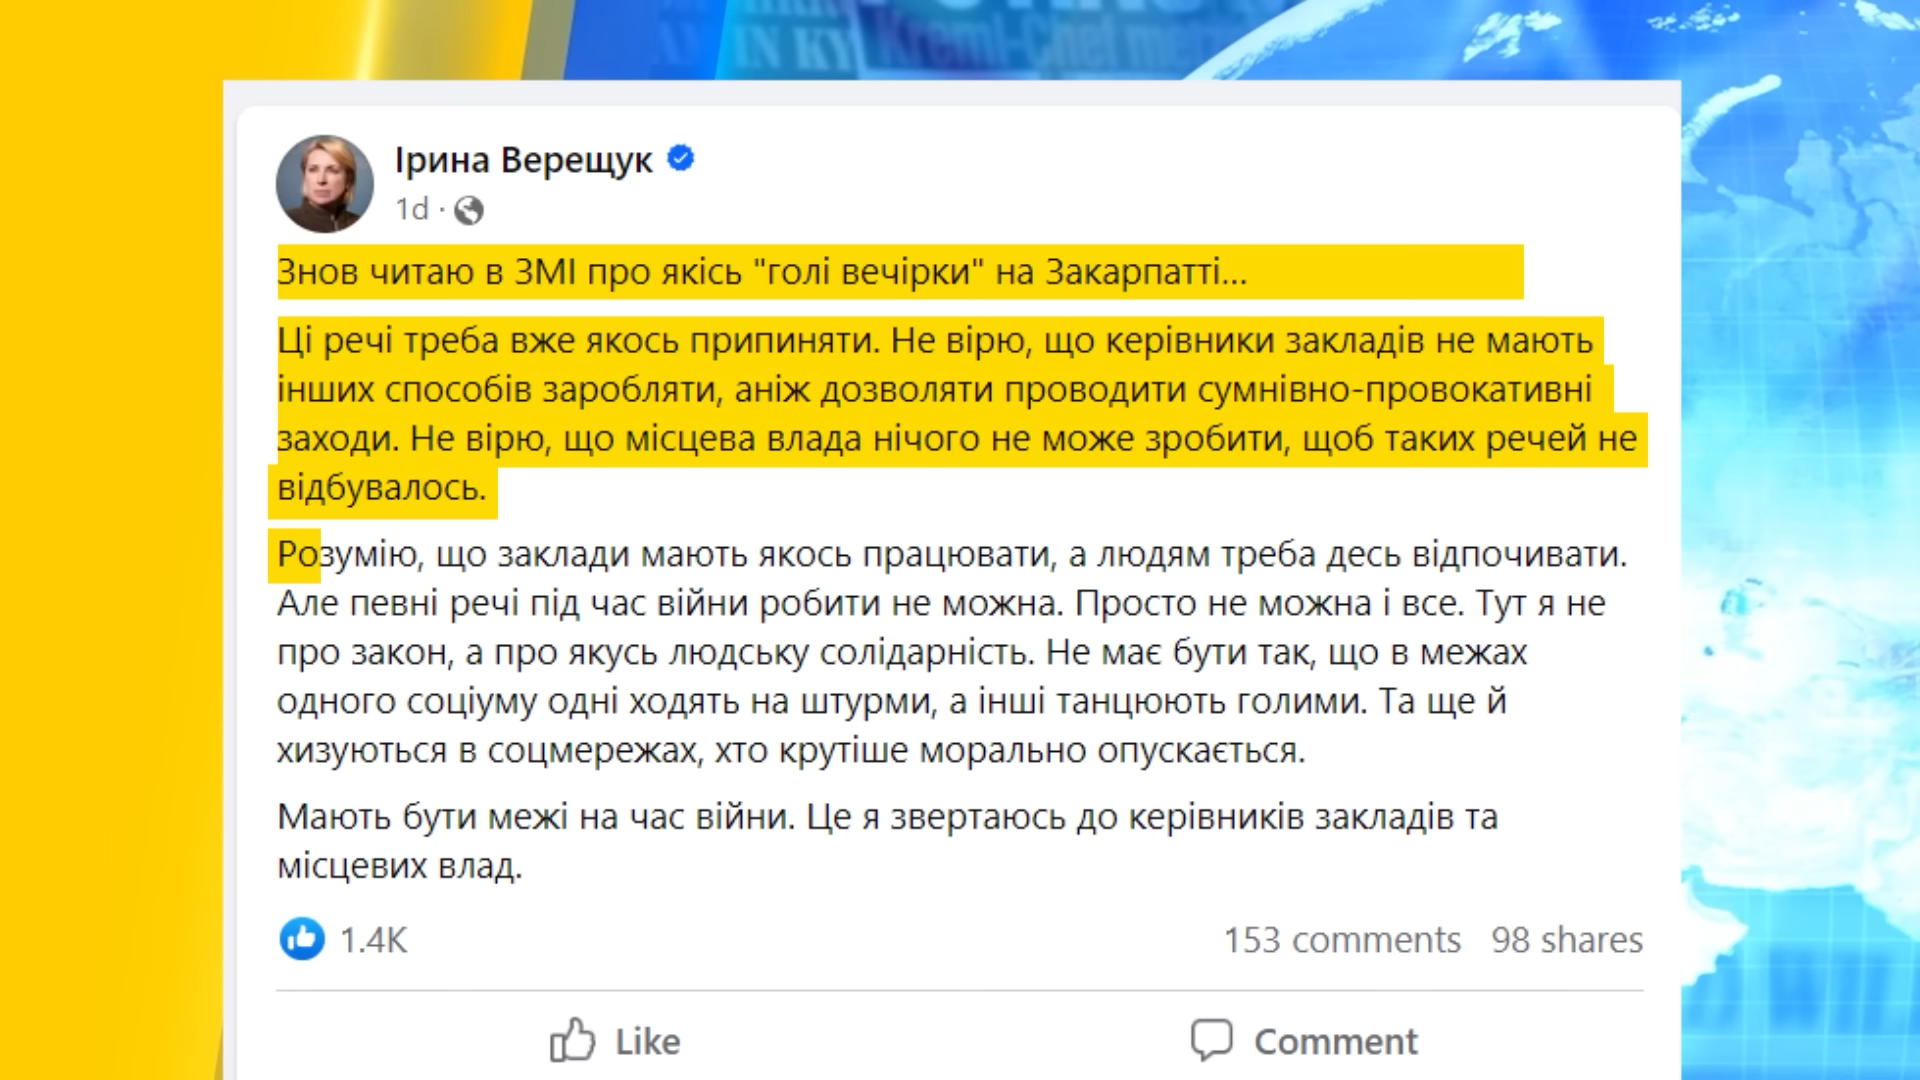 IN KY
Kreml-Chef
Ірина Верещук
1d ·
Знов читаю в ЗМІ про якісь "голі вечірки" на Закарпатті...
Ці речі треба вже якось припиняти. Не вірю, що керівники закладів не мають
інших способів заробляти, аніж дозволяти проводити сумнівно-провокативні
заходи. Не вірю, що місцева влада нічого не може зробити, щоб таких речей не
відбувалось.
Розумію, що заклади мають якось працювати, а людям треба десь відпочивати.
Але певні речі під час війни робити не можна. Просто не можна і все. Тут я не
про закон, а про якусь людську солідарність. Не має бути так, що в межах
одного соціуму одні ходять на штурми, а інші танцюють голими. Та ще й
хизуються в соцмережах, хто крутіше морально опускається.
Мають бути межі на час війни. Це я звертаюсь до керівників закладів та
місцевих влад.
1.4K
153 comments 98 shares
Like
Comment